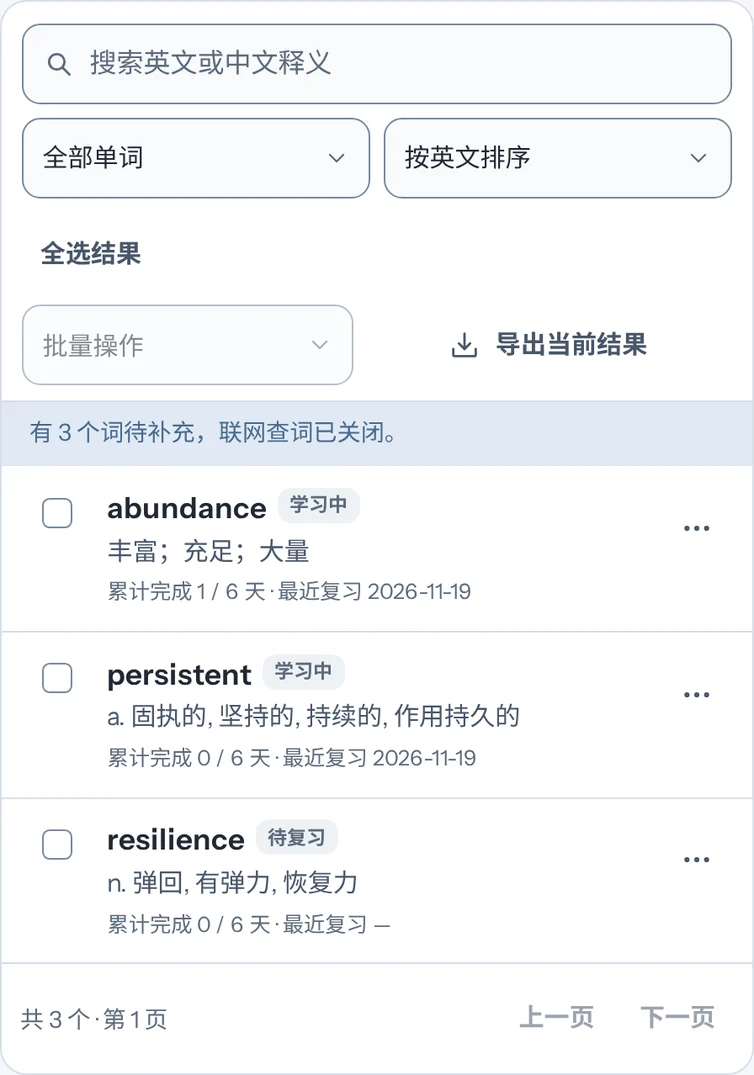 搜索英文或中文释义
全部单词 按英文排序
全选结果
批量操作 导出当前结果
有 3 个词待补充，联网查词已关闭。
abundance 学习中
丰富；充足；大量
累计完成 1 / 6 天 · 最近复习 2026-11-19
persistent 学习中
a. 固执的, 坚持的, 持续的, 作用持久的
累计完成 0 / 6 天 · 最近复习 2026-11-19
resilience 待复习
n. 弹回, 有弹力, 恢复力
累计完成 0 / 6 天 · 最近复习 —
共 3 个 · 第 1 页 上一页 下一页